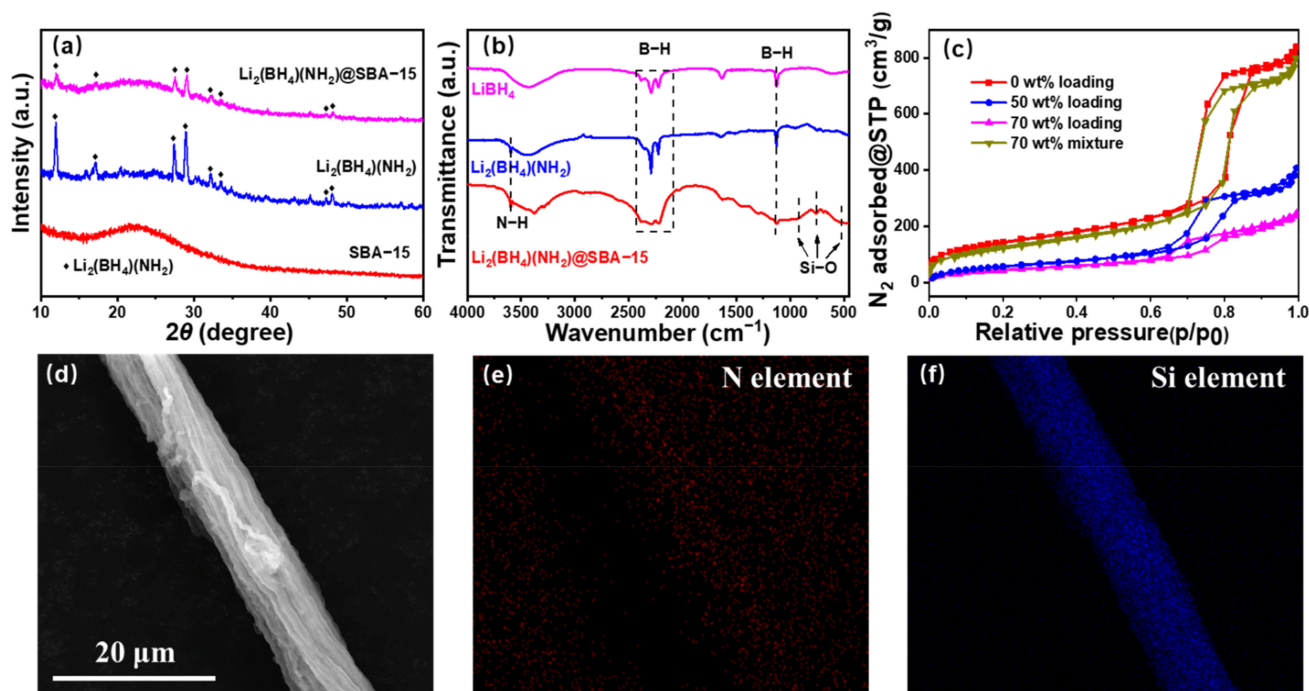 (a)
Li₂(BH₄)(NH₂)@SBA−15
Li₂(BH₄)(NH₂)
SBA−15
♦ Li₂(BH₄)(NH₂)
Intensity (a.u.)
10 20 30 40 50 60
2θ (degree)
(b)
B−H
B−H
LiBH₄
Li₂(BH₄)(NH₂)
N−H
Si−O
Li₂(BH₄)(NH₂)@SBA−15
Transmittance (a.u.)
4000 3500 3000 2500 2000 1500 1000 500
Wavenumber (cm⁻¹)
(c)
0 wt% loading
50 wt% loading
70 wt% loading
70 wt% mixture
N₂ adsorbed@STP (cm³/g)
800
600
400
200
0
0.0 0.2 0.4 0.6 0.8 1.0
Relative pressure(p/p0)
(d)
20 µm
(e)
N element
(f)
Si element